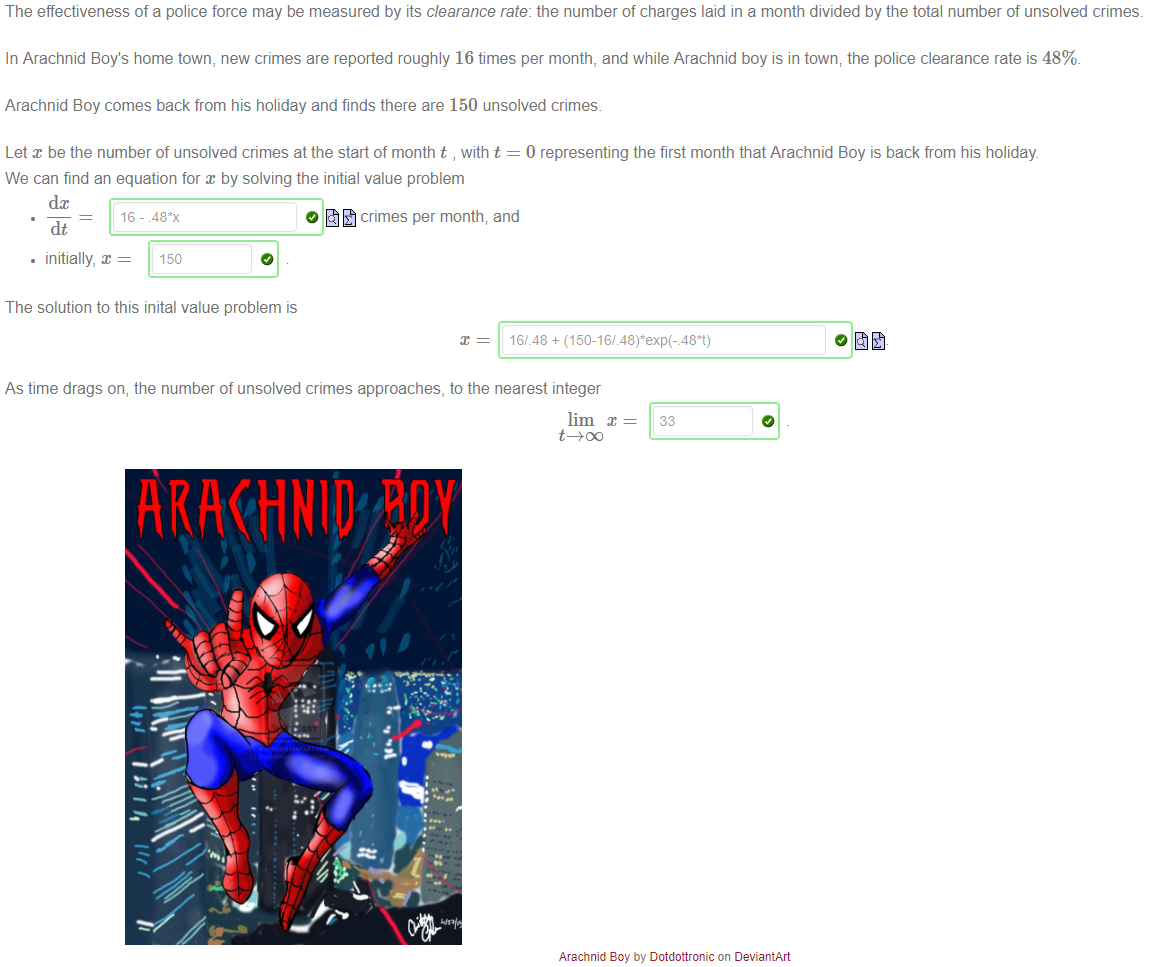 The effectiveness of a police force may be measured by its clearance rate: the number of charges laid in a month divided by the total number of unsolved crimes.
In Arachnid Boy's home town, new crimes are reported roughly 16 times per month, and while Arachnid boy is in town, the police clearance rate is 48%.
Arachnid Boy comes back from his holiday and finds there are 150 unsolved crimes.
Let x be the number of unsolved crimes at the start of month t , with t = 0 representing the first month that Arachnid Boy is back from his holiday.
We can find an equation for x by solving the initial value problem
• dx/dt = 16 - .48*x crimes per month, and
• initially, x = 150 .
The solution to this inital value problem is
x = 16/.48 + (150-16/.48)*exp(-.48*t) .
As time drags on, the number of unsolved crimes approaches, to the nearest integer
lim t→∞ x = 33 .
ARACHNID BOY
Arachnid Boy by Dotdottronic on DeviantArt